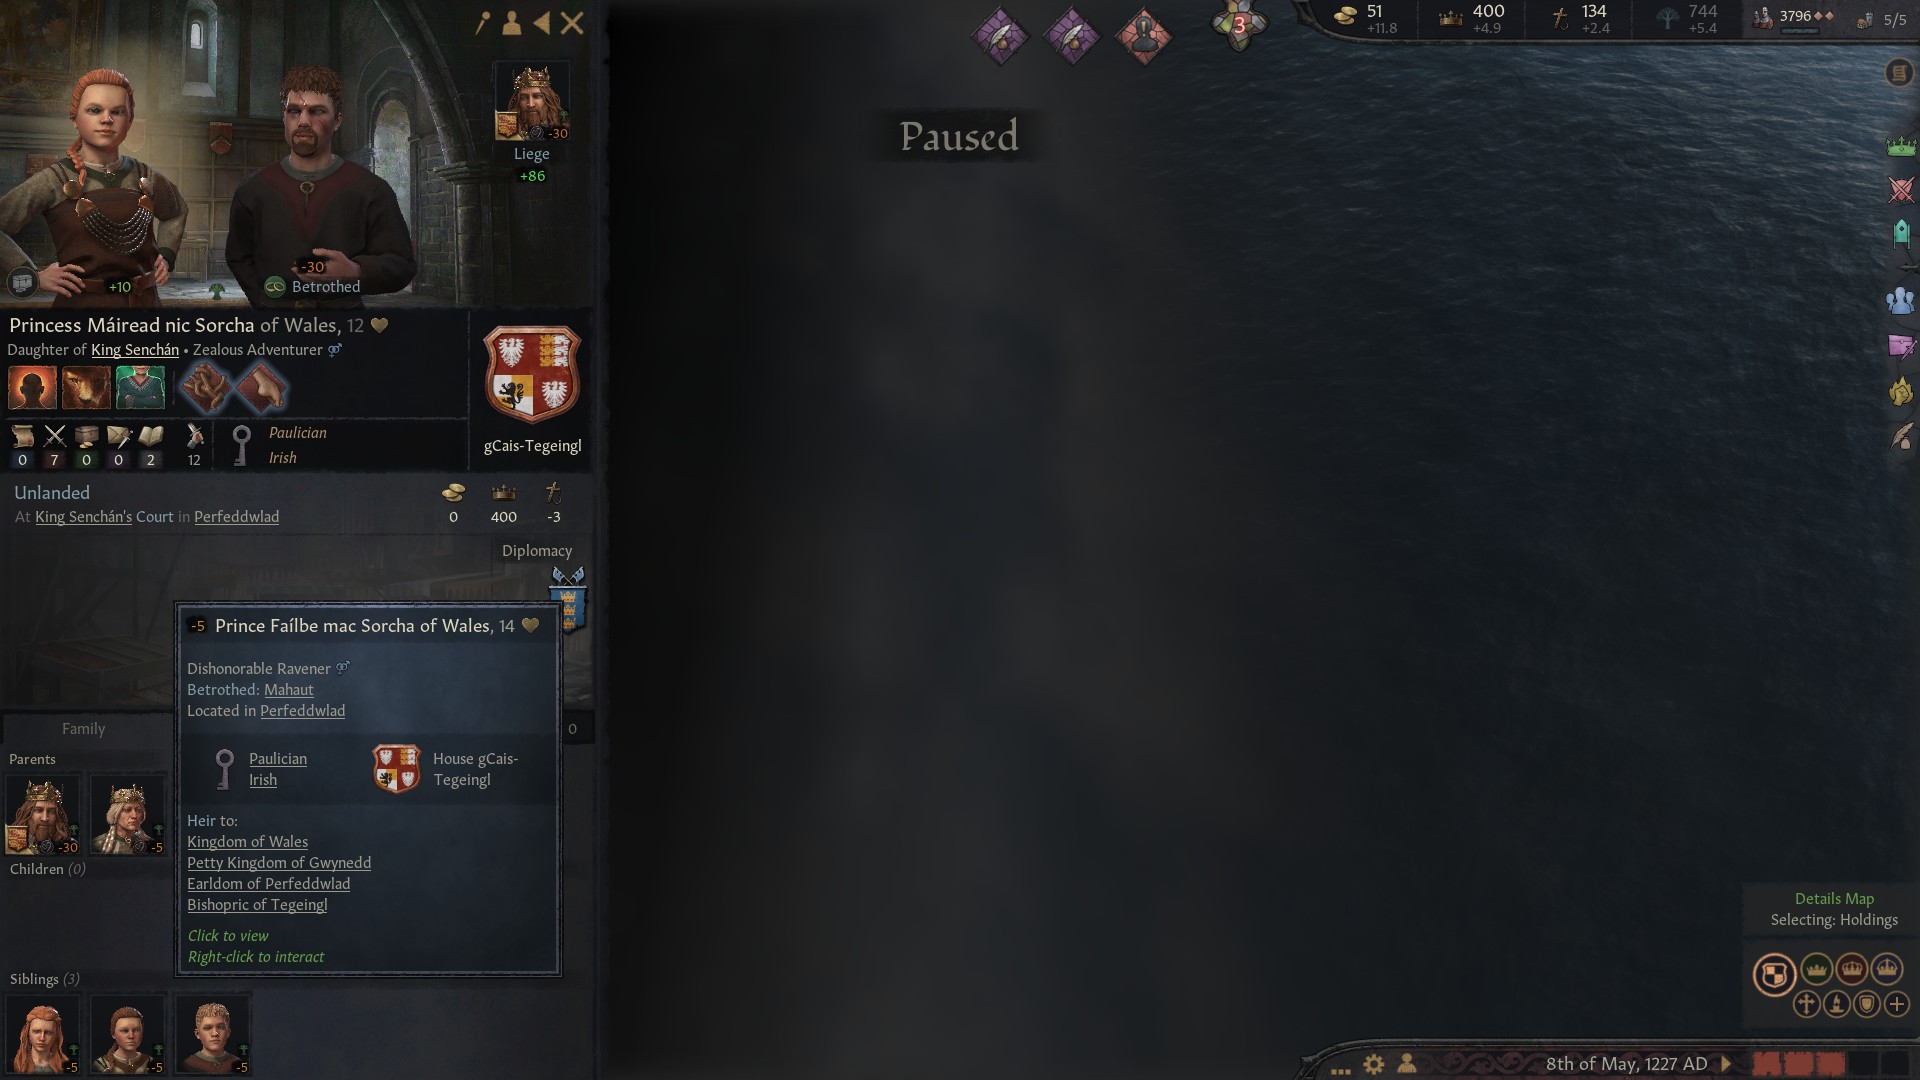 51
+11.8
400
+4.9
134
+2.4
744
+5.4
3796
5/5
3
Paused
-30
Liege
+86
+10
-30
Betrothed
Princess Máiread nic Sorcha of Wales, 12
Daughter of King Senchán • Zealous Adventurer
gCais-Tegeingl
0 7 0 0 2 12
Paulician
Irish
Unlanded
At King Senchán's Court in Perfeddwlad
0 400 -3
Diplomacy
-5 Prince Faílbe mac Sorcha of Wales, 14
Dishonorable Ravener
Betrothed: Mahaut
Located in Perfeddwlad
Paulician
Irish
House gCais-
Tegeingl
Heir to:
Kingdom of Wales
Petty Kingdom of Gwynedd
Earldom of Perfeddwlad
Bishopric of Tegeingl
Click to view
Right-click to interact
Family
0
Parents
-30
-5
Children (0)
Siblings (3)
-5
-5
-5
Details Map
Selecting: Holdings
8th of May, 1227 AD